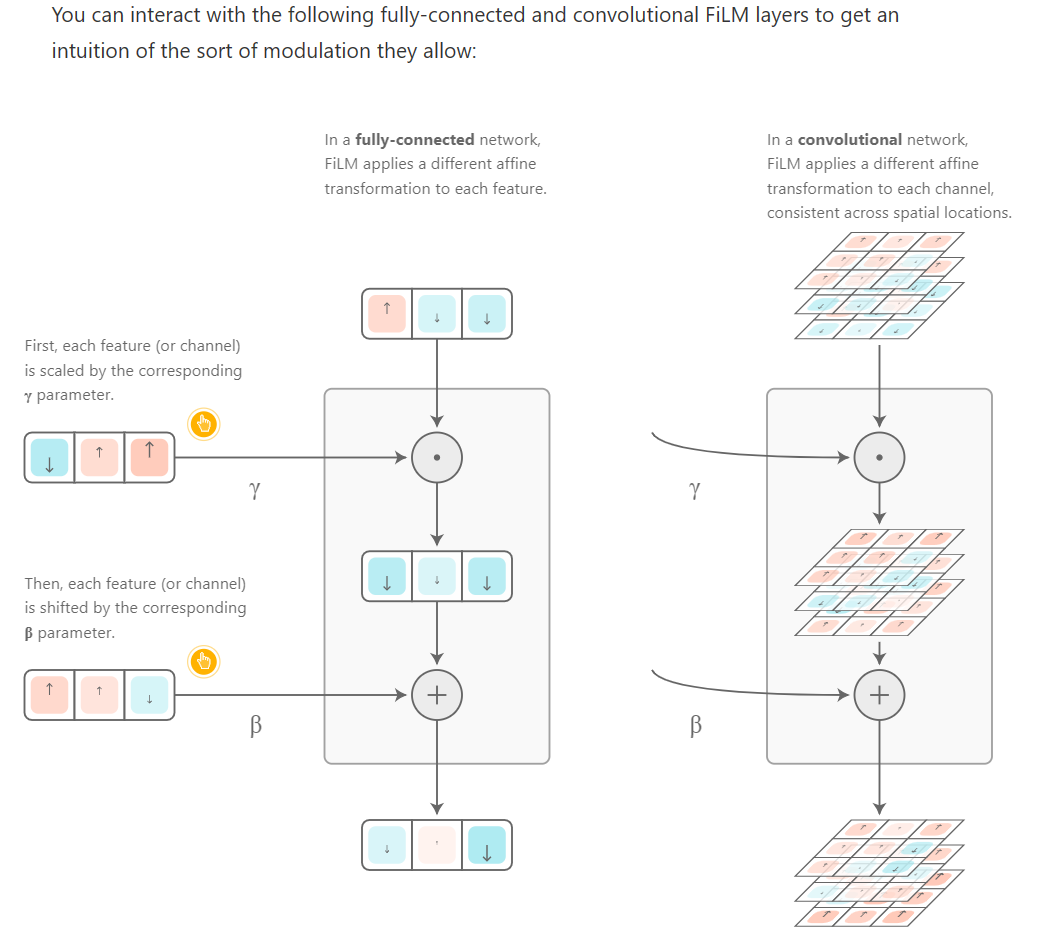 You can interact with the following fully-connected and convolutional FiLM layers to get an
intuition of the sort of modulation they allow:
In a fully-connected network,
FiLM applies a different affine
transformation to each feature.
In a convolutional network,
FiLM applies a different affine
transformation to each channel,
consistent across spatial locations.
First, each feature (or channel)
is scaled by the corresponding
γ parameter.
γ
γ
Then, each feature (or channel)
is shifted by the corresponding
β parameter.
β
β